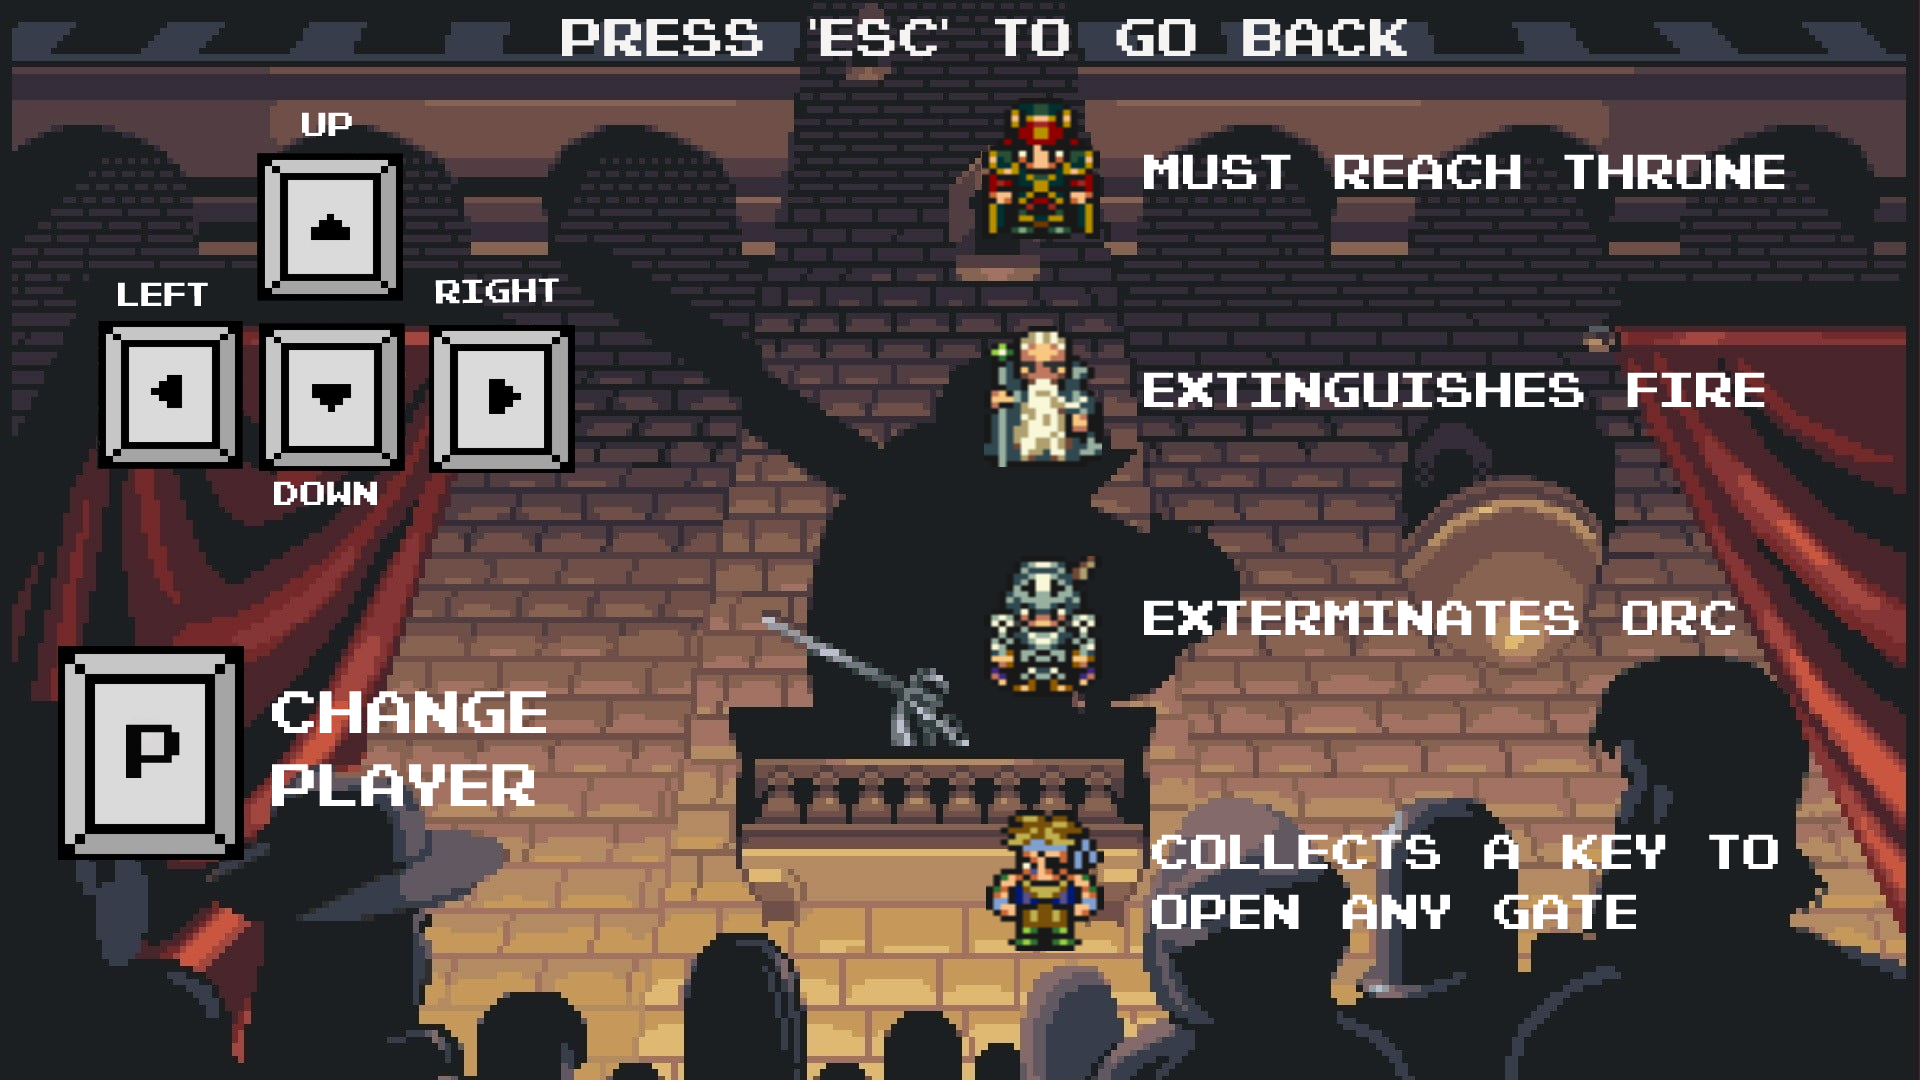 PRESS 'ESC' TO GO BACK
UP
LEFT
RIGHT
DOWN
P
CHANGE
PLAYER
MUST REACH THRONE
EXTINGUISHES FIRE
EXTERMINATES ORC
COLLECTS A KEY TO
OPEN ANY GATE